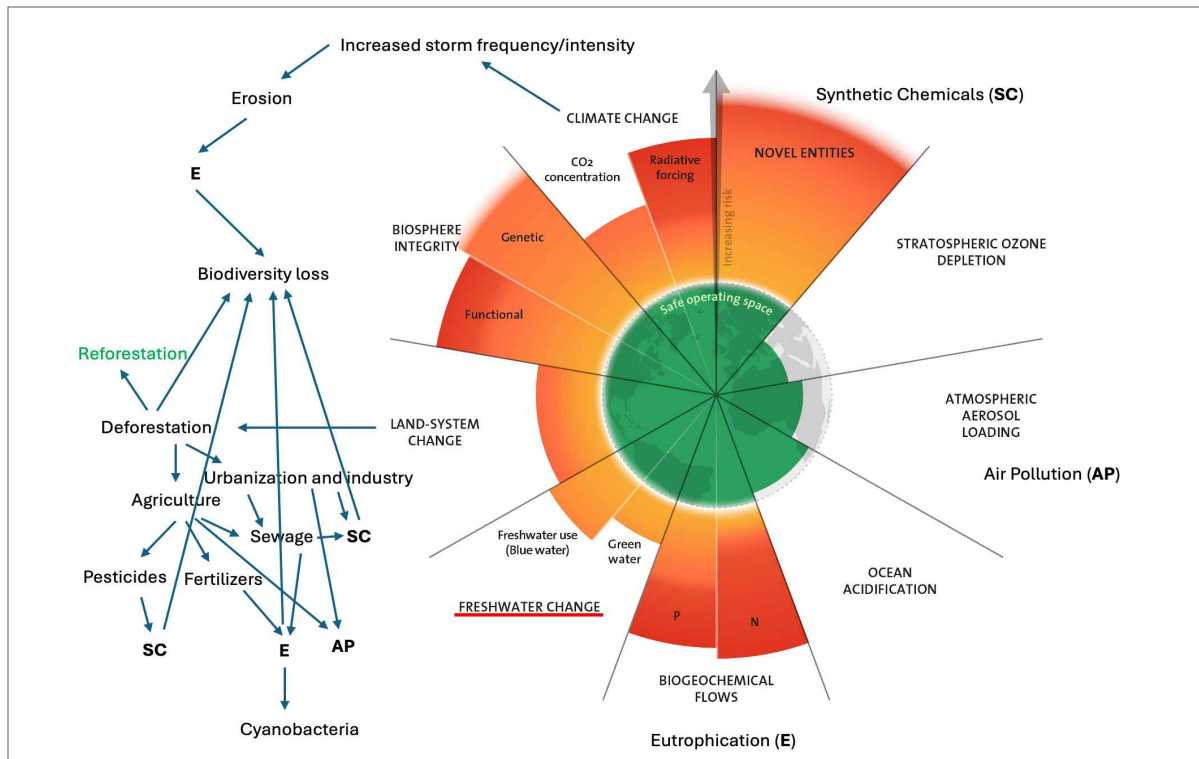 Increased storm frequency/intensity
Erosion
E
Biodiversity loss
Reforestation
Deforestation
Urbanization and industry
Agriculture
Sewage
SC
Pesticides
Fertilizers
SC
E
AP
Cyanobacteria
CLIMATE CHANGE
CO2
concentration
Radiative
forcing
Increasing risk
Synthetic Chemicals (SC)
NOVEL ENTITIES
BIOSPHERE
INTEGRITY
Genetic
Functional
Safe operating space
STRATOSPHERIC OZONE
DEPLETION
LAND-SYSTEM
CHANGE
ATMOSPHERIC
AEROSOL
LOADING
Air Pollution (AP)
Freshwater use
(Blue water)
Green
water
FRESHWATER CHANGE
OCEAN
ACIDIFICATION
P
N
BIOGEOCHEMICAL
FLOWS
Eutrophication (E)